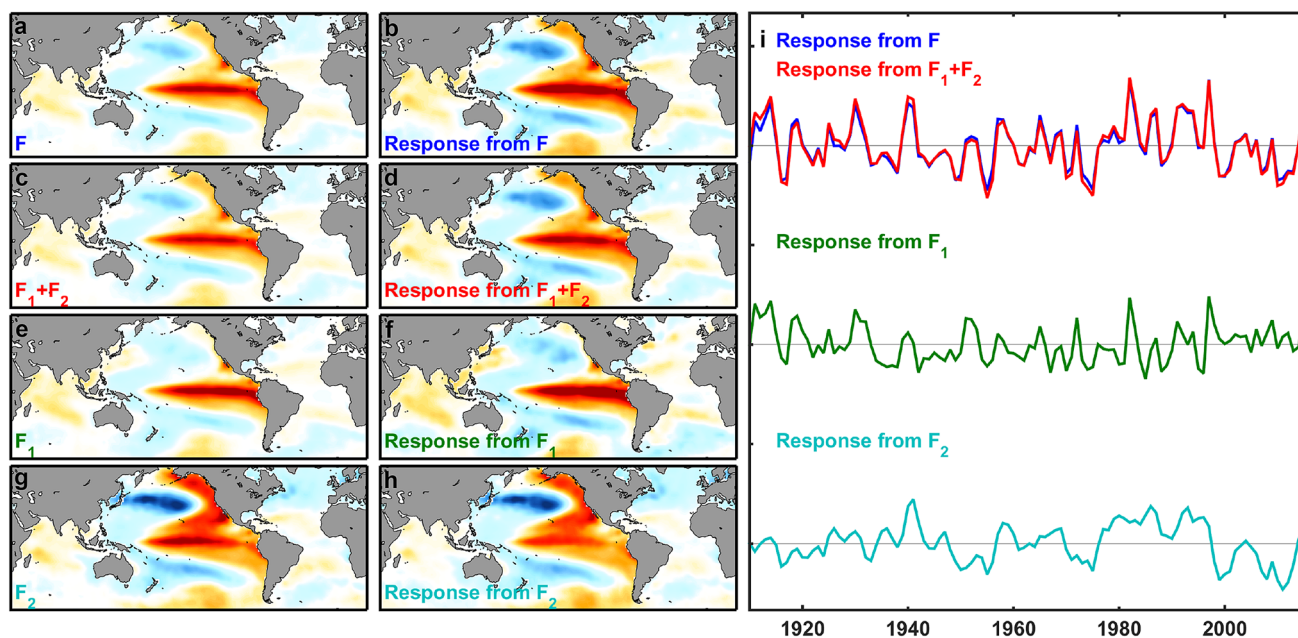 a
F
b
Response from F
c
F1+F2
d
Response from F1+F2
e
F1
f
Response from F1
g
F2
h
Response from F2
i
Response from F
Response from F1+F2
Response from F1
Response from F2
1920 1940 1960 1980 2000